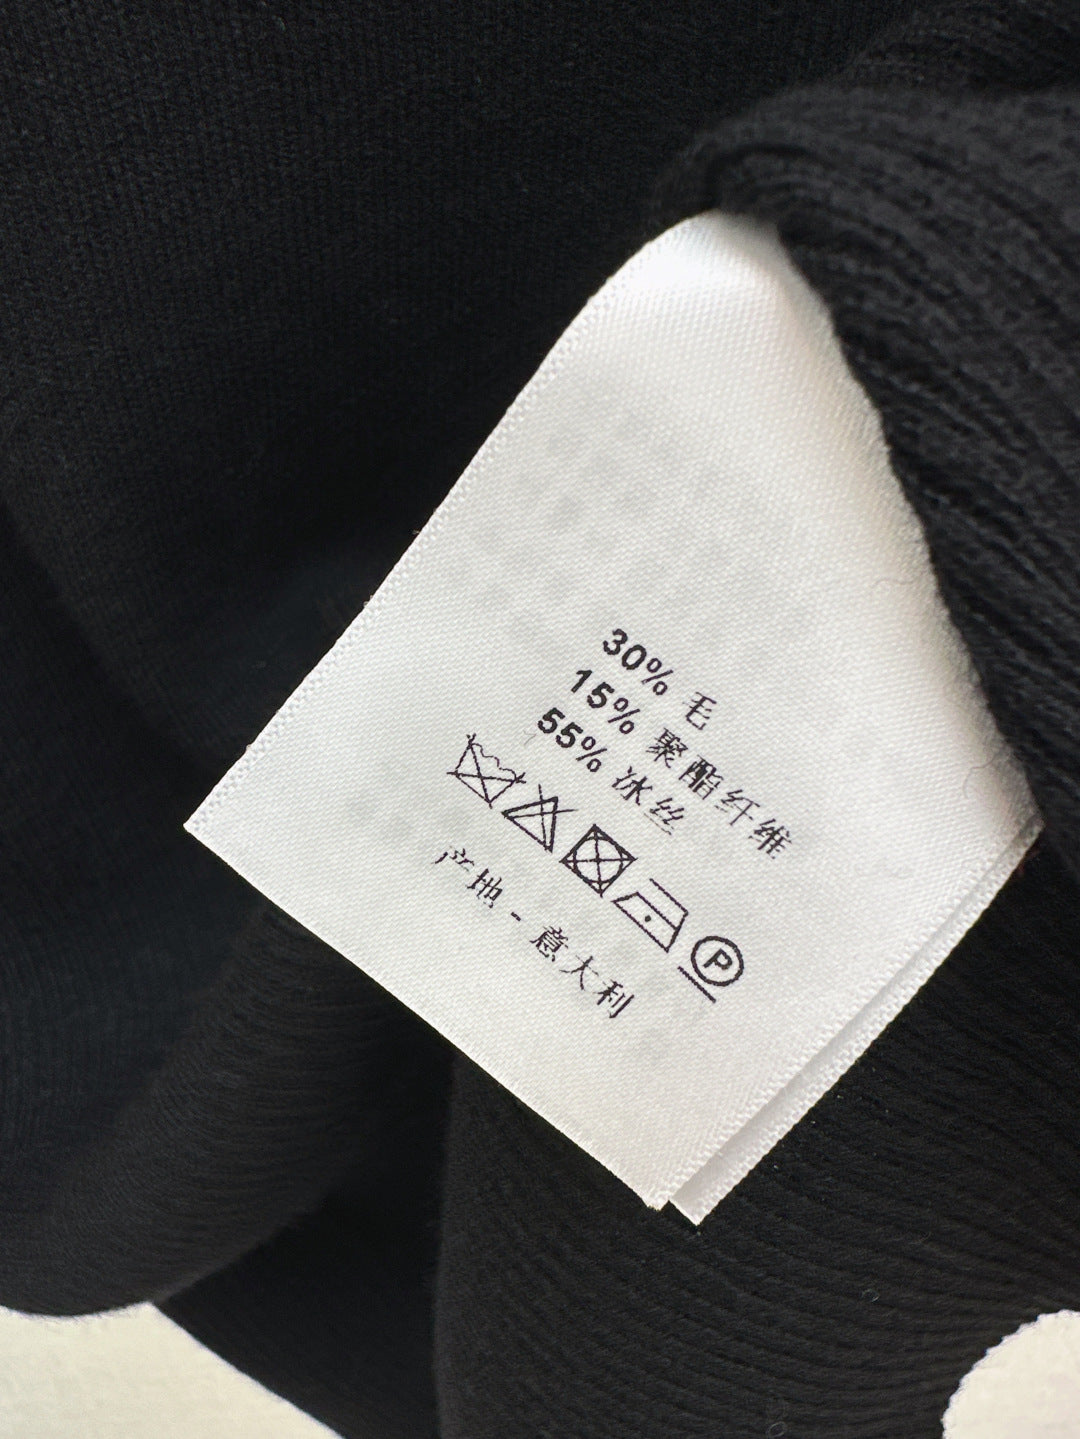 30% 毛
15% 聚酯纤维
55% 冰丝
P
产地-意大利